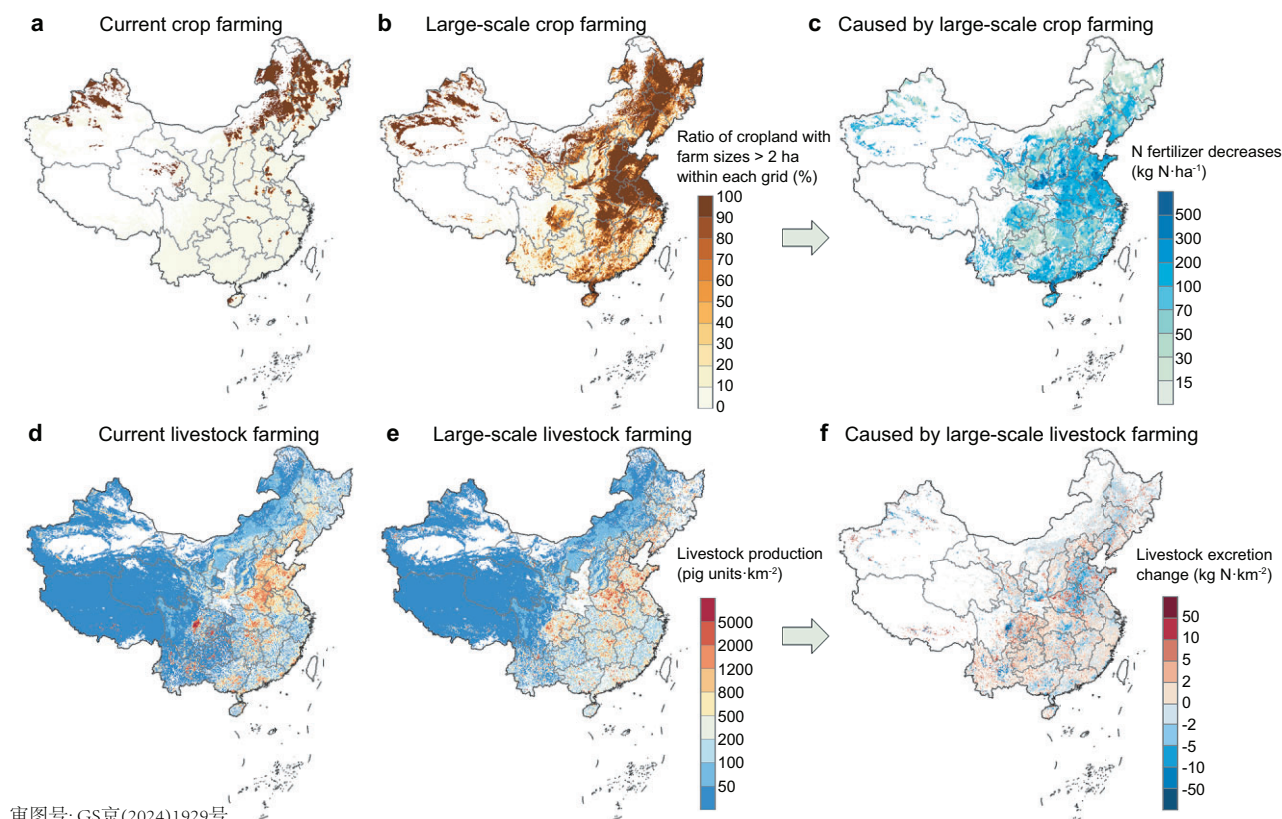 a Current crop farming
b Large-scale crop farming
c Caused by large-scale crop farming
Ratio of cropland with
farm sizes > 2 ha
within each grid (%)
100
90
80
70
60
50
40
30
20
10
0
N fertilizer decreases
(kg N·ha⁻¹)
500
300
200
100
70
50
30
15
d Current livestock farming
e Large-scale livestock farming
f Caused by large-scale livestock farming
Livestock production
(pig units·km⁻²)
5000
2000
1200
800
500
200
100
50
Livestock excretion
change (kg N·km⁻²)
50
10
5
2
0
-2
-5
-10
-50
审图号: GS京(2024)1929号